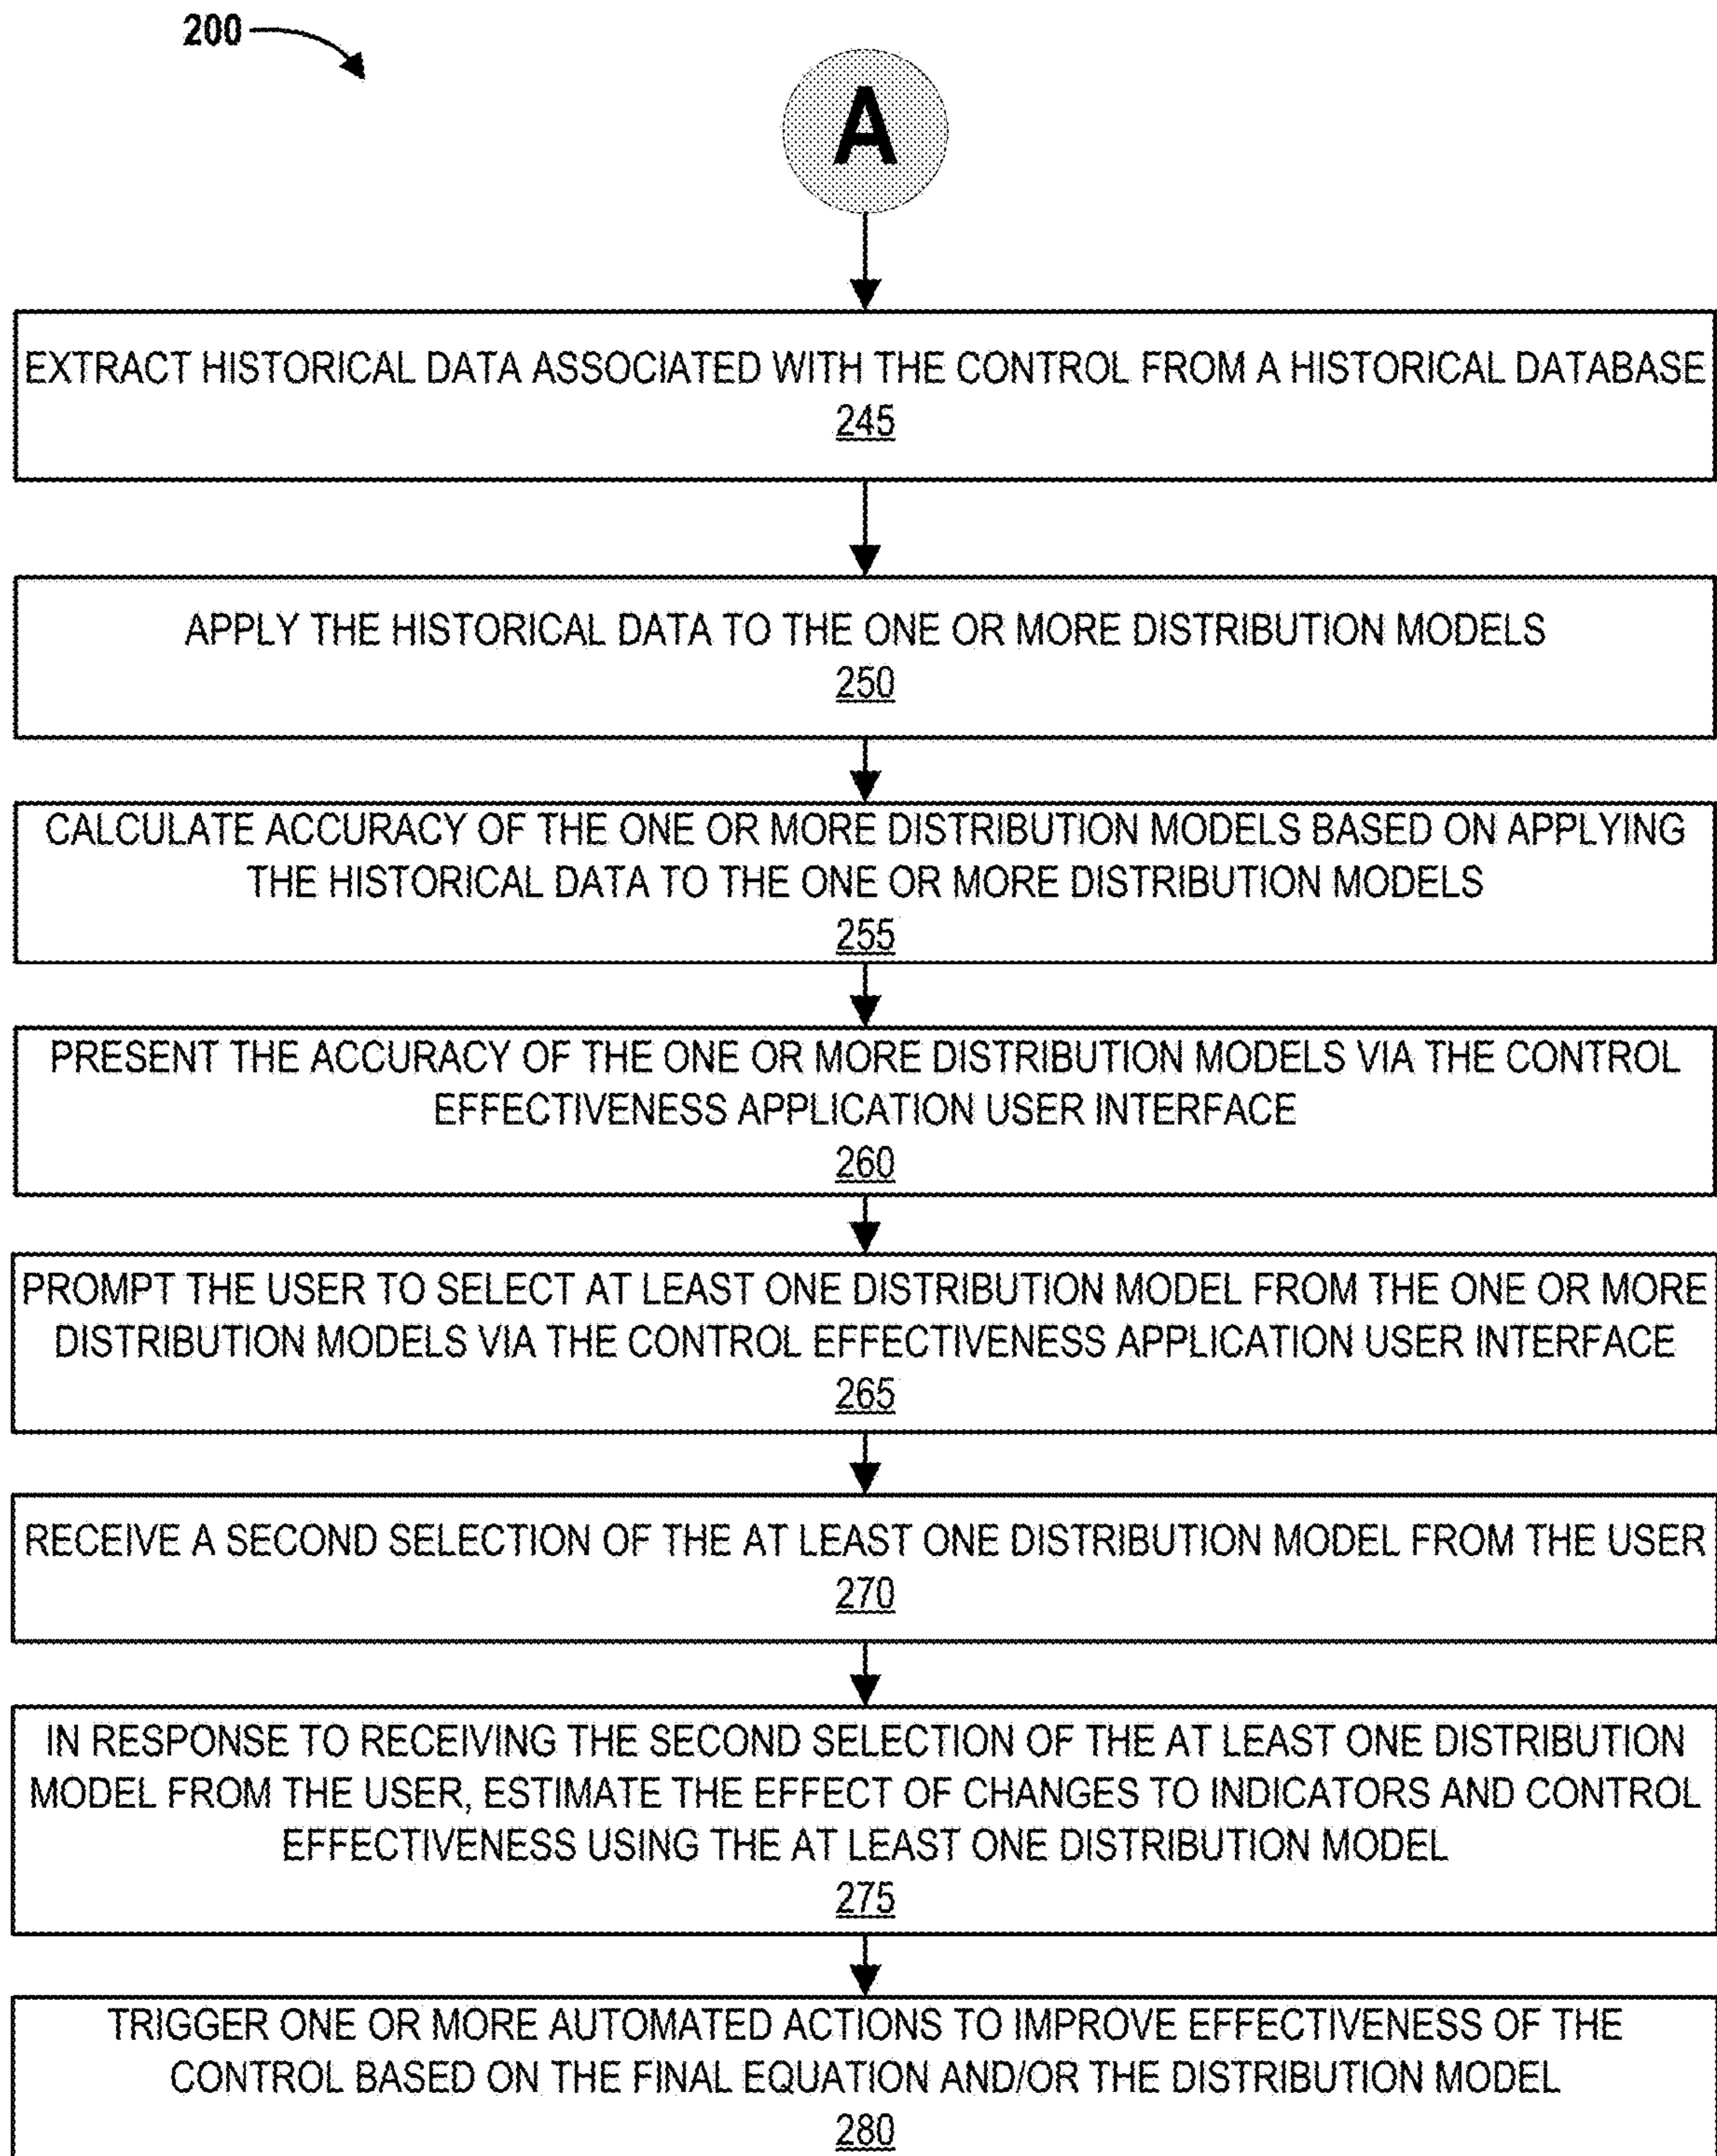 200
A
EXTRACT HISTORICAL DATA ASSOCIATED WITH THE CONTROL FROM A HISTORICAL DATABASE
245
APPLY THE HISTORICAL DATA TO THE ONE OR MORE DISTRIBUTION MODELS
250
CALCULATE ACCURACY OF THE ONE OR MORE DISTRIBUTION MODELS BASED ON APPLYING
THE HISTORICAL DATA TO THE ONE OR MORE DISTRIBUTION MODELS
255
PRESENT THE ACCURACY OF THE ONE OR MORE DISTRIBUTION MODELS VIA THE CONTROL
EFFECTIVENESS APPLICATION USER INTERFACE
260
PROMPT THE USER TO SELECT AT LEAST ONE DISTRIBUTION MODEL FROM THE ONE OR MORE
DISTRIBUTION MODELS VIA THE CONTROL EFFECTIVENESS APPLICATION USER INTERFACE
265
RECEIVE A SECOND SELECTION OF THE AT LEAST ONE DISTRIBUTION MODEL FROM THE USER
270
IN RESPONSE TO RECEIVING THE SECOND SELECTION OF THE AT LEAST ONE DISTRIBUTION
MODEL FROM THE USER, ESTIMATE THE EFFECT OF CHANGES TO INDICATORS AND CONTROL
EFFECTIVENESS USING THE AT LEAST ONE DISTRIBUTION MODEL
275
TRIGGER ONE OR MORE AUTOMATED ACTIONS TO IMPROVE EFFECTIVENESS OF THE
CONTROL BASED ON THE FINAL EQUATION AND/OR THE DISTRIBUTION MODEL
280